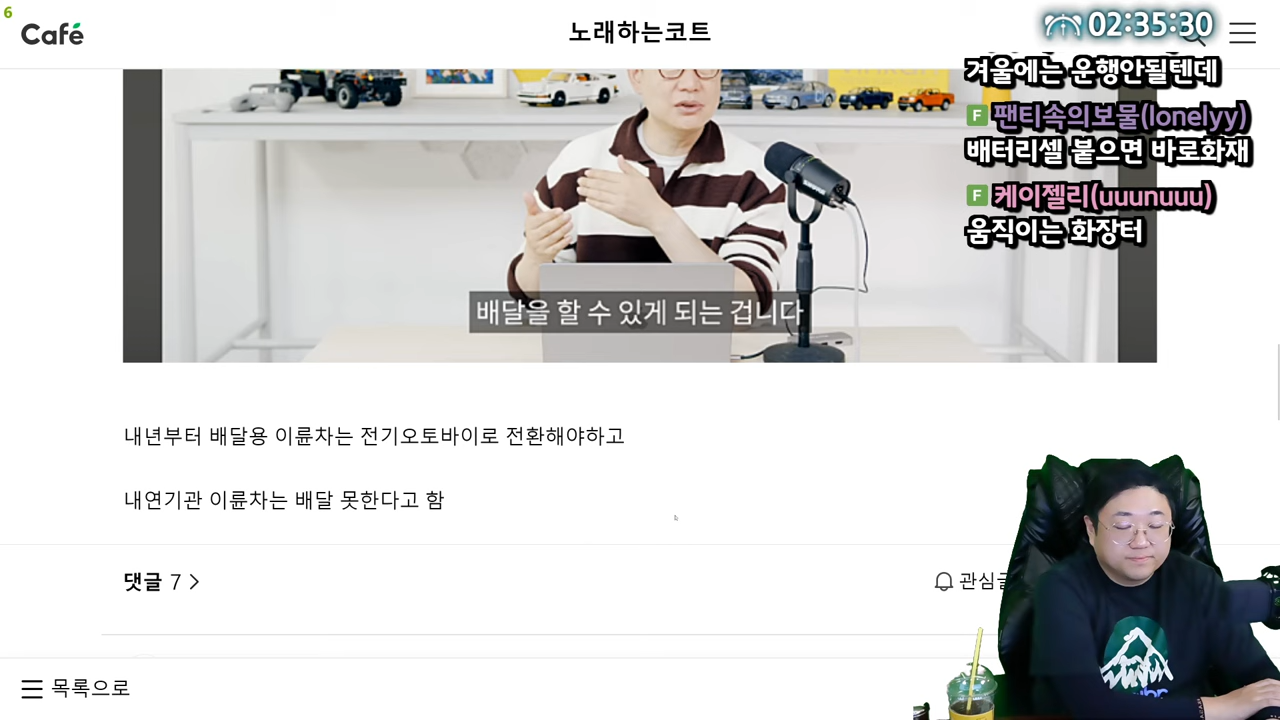 6
Café
노래하는코트
02:35:30
겨울에는 운행안될텐데
F 팬티속의보물(lonelyy)
배터리셀 붙으면 바로화재
F 케이젤리(uuunuuu)
움직이는 화장터
배달을 할 수 있게 되는 겁니다
내년부터 배달용 이륜차는 전기오토바이로 전환해야하고
내연기관 이륜차는 배달 못한다고 함
댓글 7
관심글
목록으로